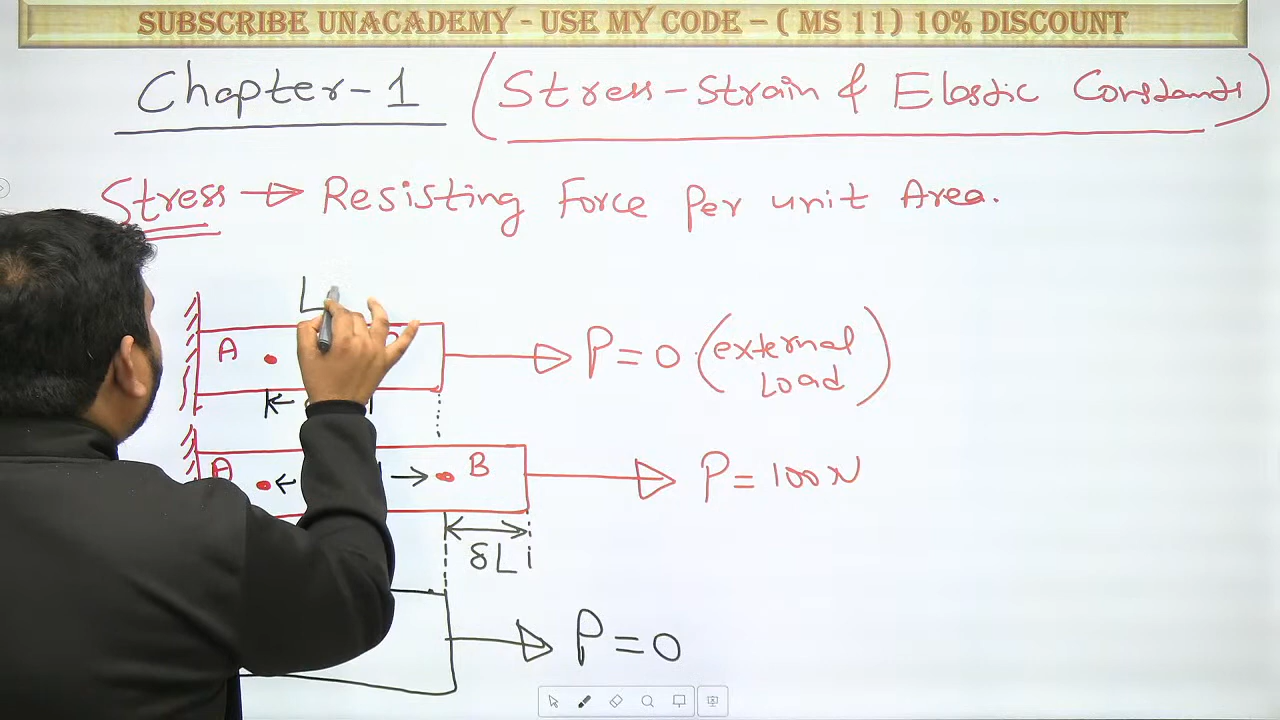 SUBSCRIBE UNACADEMY - USE MY CODE – ( MS 11) 10% DISCOUNT
Chapter-1 (Stress-Strain & Elastic Constants)
Stress → Resisting Force Per unit Area.
L
A
P=0 (external Load)
A B
P=100N
δLi
P=0